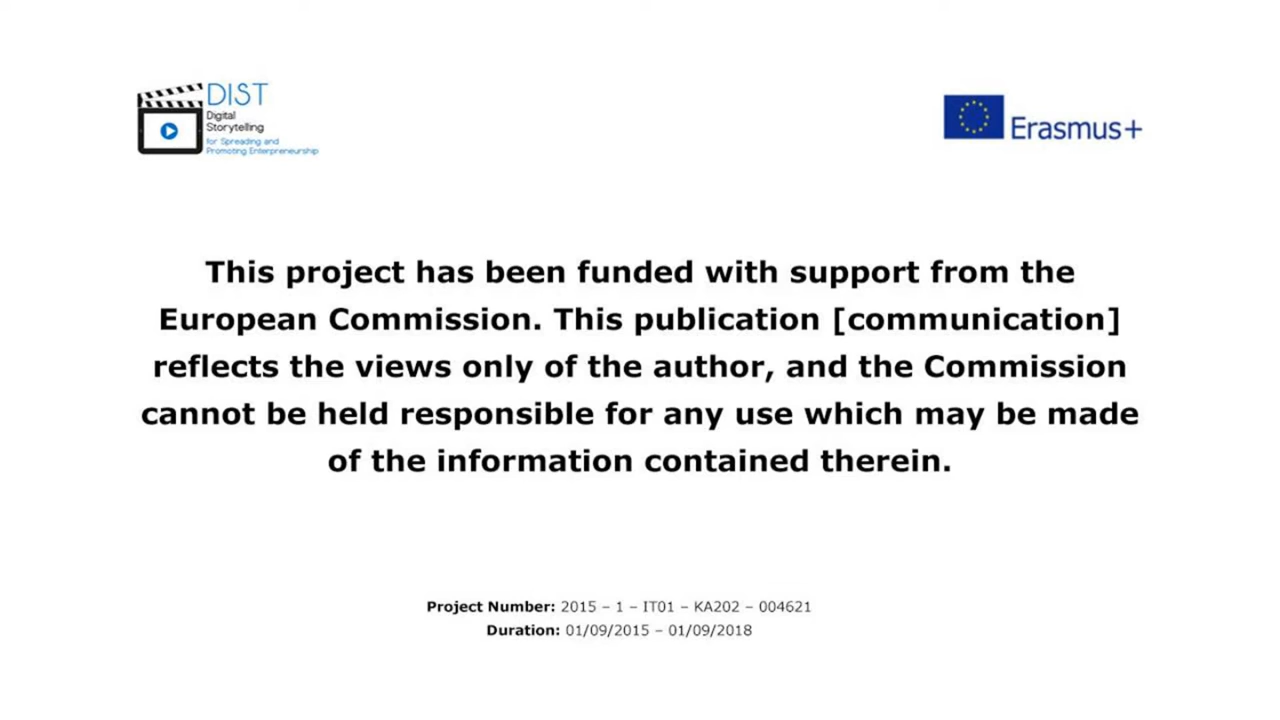 DIST
Digital
Storytelling
for Spreading and
Promoting Enterpreneurship
Erasmus+
This project has been funded with support from the
European Commission. This publication [communication]
reflects the views only of the author, and the Commission
cannot be held responsible for any use which may be made
of the information contained therein.
Project Number: 2015 – 1 – IT01 – KA202 – 004621
Duration: 01/09/2015 – 01/09/2018